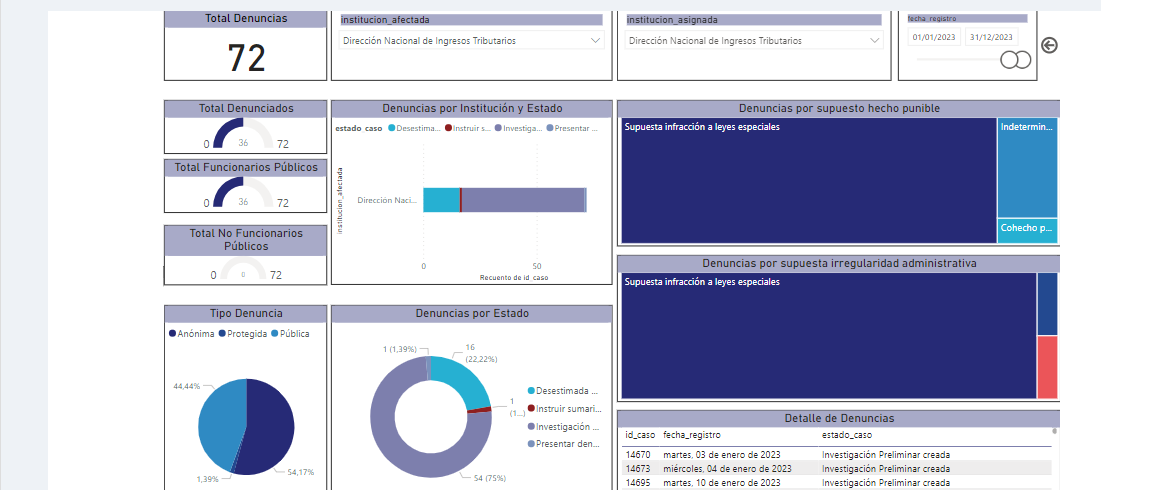 Total Denuncias
72
institucion_afectada
Dirección Nacional de Ingresos Tributarios
institucion_asignada
Dirección Nacional de Ingresos Tributarios
fecha_registro
01/01/2023 31/12/2023
Total Denunciados
0 36 72
Total Funcionarios Públicos
0 36 72
Total No Funcionarios
Públicos
0 0 72
Denuncias por Institución y Estado
estado_caso Desestima... Instruir s... Investiga... Presentar ...
institucion_afectada
Dirección Naci...
0 50
Recuento de id_caso
Denuncias por supuesto hecho punible
Supuesta infracción a leyes especiales
Indetermin...
Cohecho p...
Denuncias por supuesta irregularidad administrativa
Supuesta infracción a leyes especiales
Tipo Denuncia
Anónima Protegida Pública
44,44%
1,39%
54,17%
Denuncias por Estado
1 (1,39%)
16
(22,22%)
1
(1...)
54 (75%)
Desestimada ...
Instruir sumari...
Investigación ...
Presentar den...
Detalle de Denuncias
id_caso fecha_registro estado_caso
14670 martes, 03 de enero de 2023 Investigación Preliminar creada
14673 miércoles, 04 de enero de 2023 Investigación Preliminar creada
14695 martes, 10 de enero de 2023 Investigación Preliminar creada